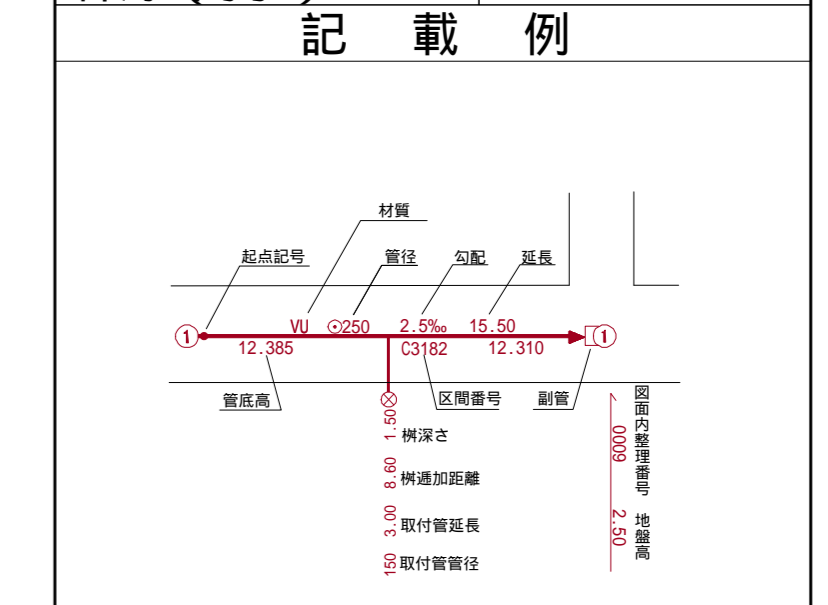 記 載 例
材質
起点記号 管径 勾配 延長
VU ⊙250 2.5‰ 15.50
① ①
12.385 C3182 12.310
管底高 区間番号 副管
1.50 桝深さ
8.60 桝逓加距離
3.00 取付管延長
150 取付管管径
図面内整理番号 地盤高
0009 2.50